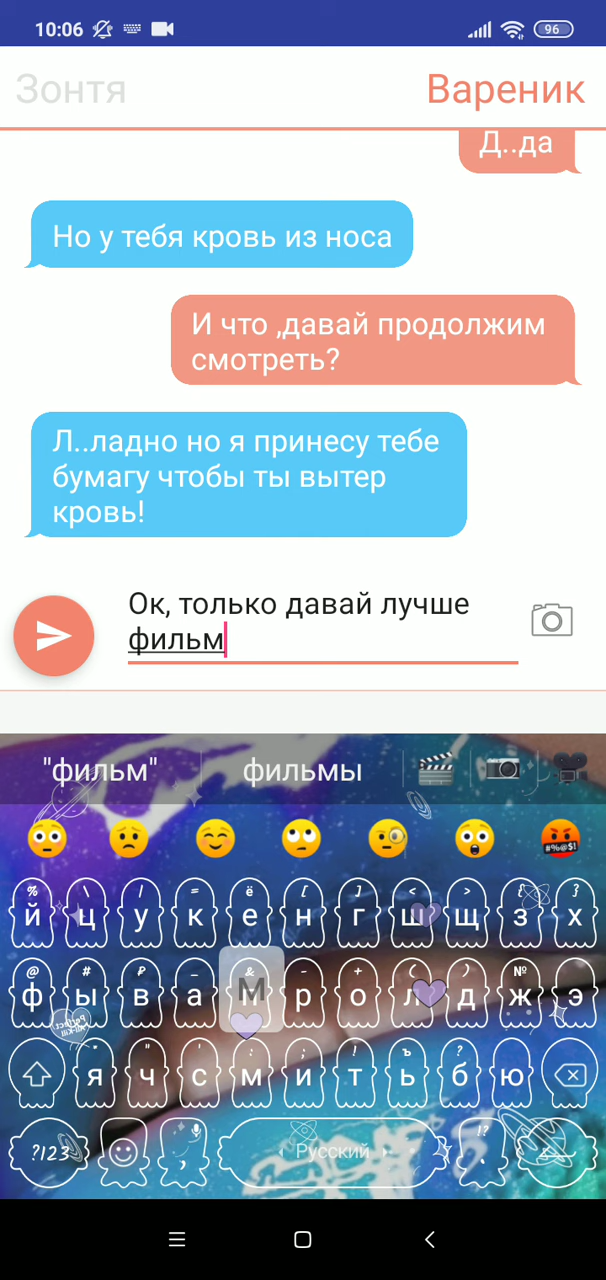 10:06 96
Зонтя Вареник
Д..да
Но у тебя кровь из носа
И что ,давай продолжим
смотреть?
Л..ладно но я принесу тебе
бумагу чтобы ты вытер
кровь!
Ок, только давай лучше
фильм
"фильм" фильмы
% \ | = ё [ ] < > { }
й ц у к е н г ш щ з х
@ # ₽ _ & - + ( ) №
ф ы в а М р о л д ж э
* " ' : ; ! ъ ?
я ч с м и т ь б ю
?123 , Русский !? .